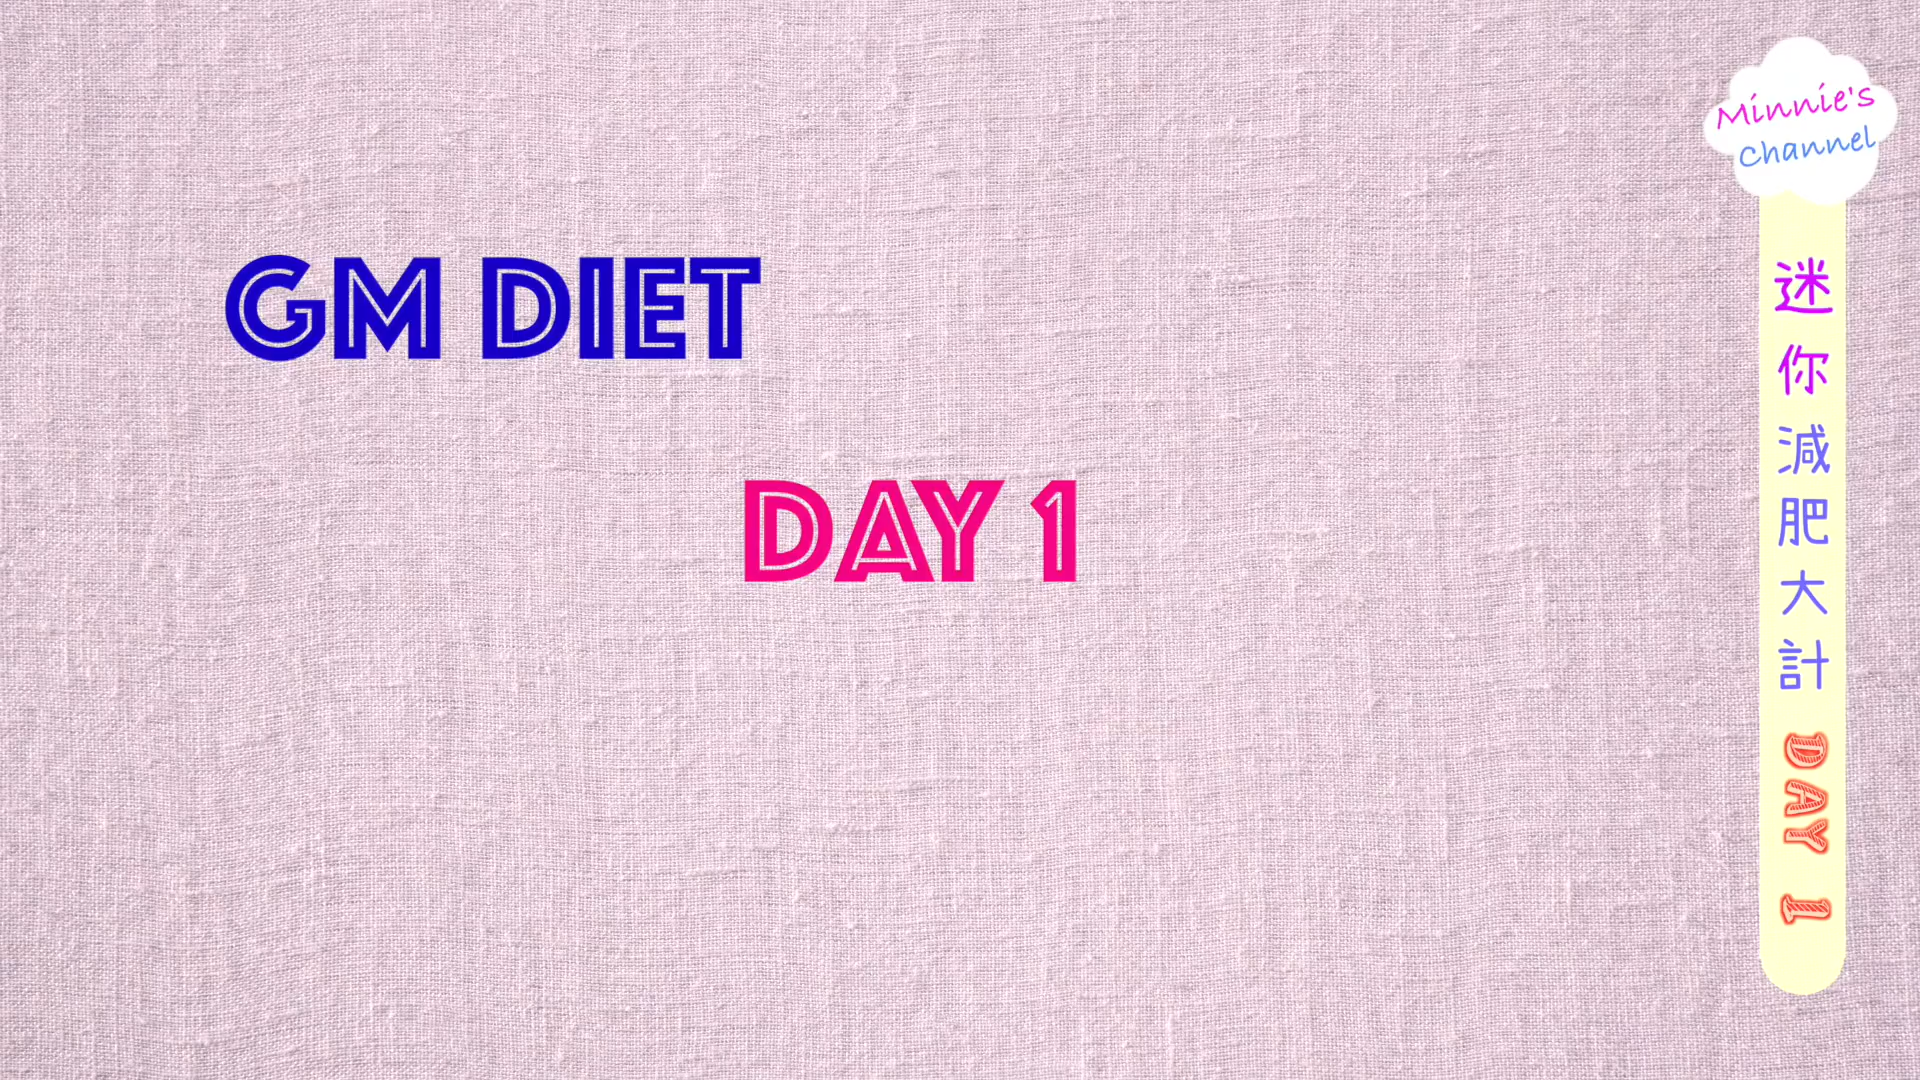 GM DIET
DAY 1
Minnie's
Channel
迷你減肥大計 DAY 1